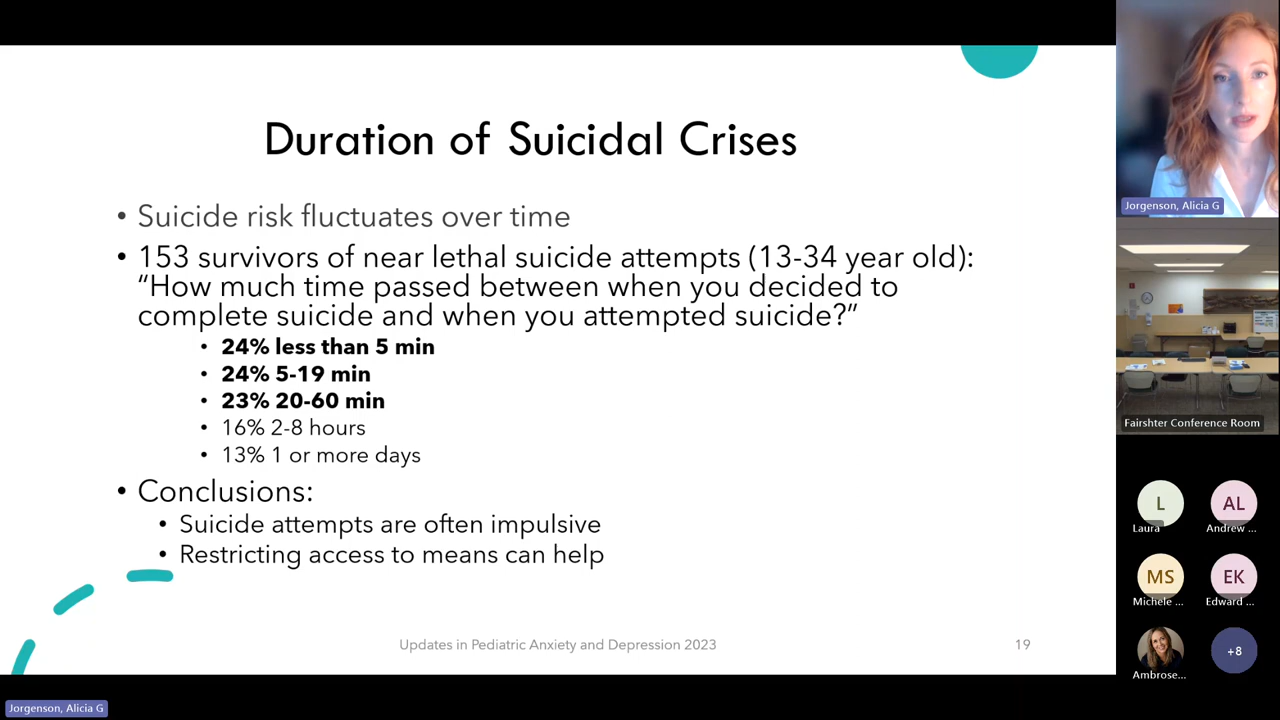 Duration of Suicidal Crises
• Suicide risk fluctuates over time
• 153 survivors of near lethal suicide attempts (13-34 year old):
“How much time passed between when you decided to
complete suicide and when you attempted suicide?”
• 24% less than 5 min
• 24% 5-19 min
• 23% 20-60 min
• 16% 2-8 hours
• 13% 1 or more days
• Conclusions:
• Suicide attempts are often impulsive
• Restricting access to means can help
Updates in Pediatric Anxiety and Depression 2023
19
Jorgenson, Alicia G
Jorgenson, Alicia G
Fairshter Conference Room
L
Laura
AL
Andrew ...
MS
Michele ...
EK
Edward ...
Ambrose...
+8